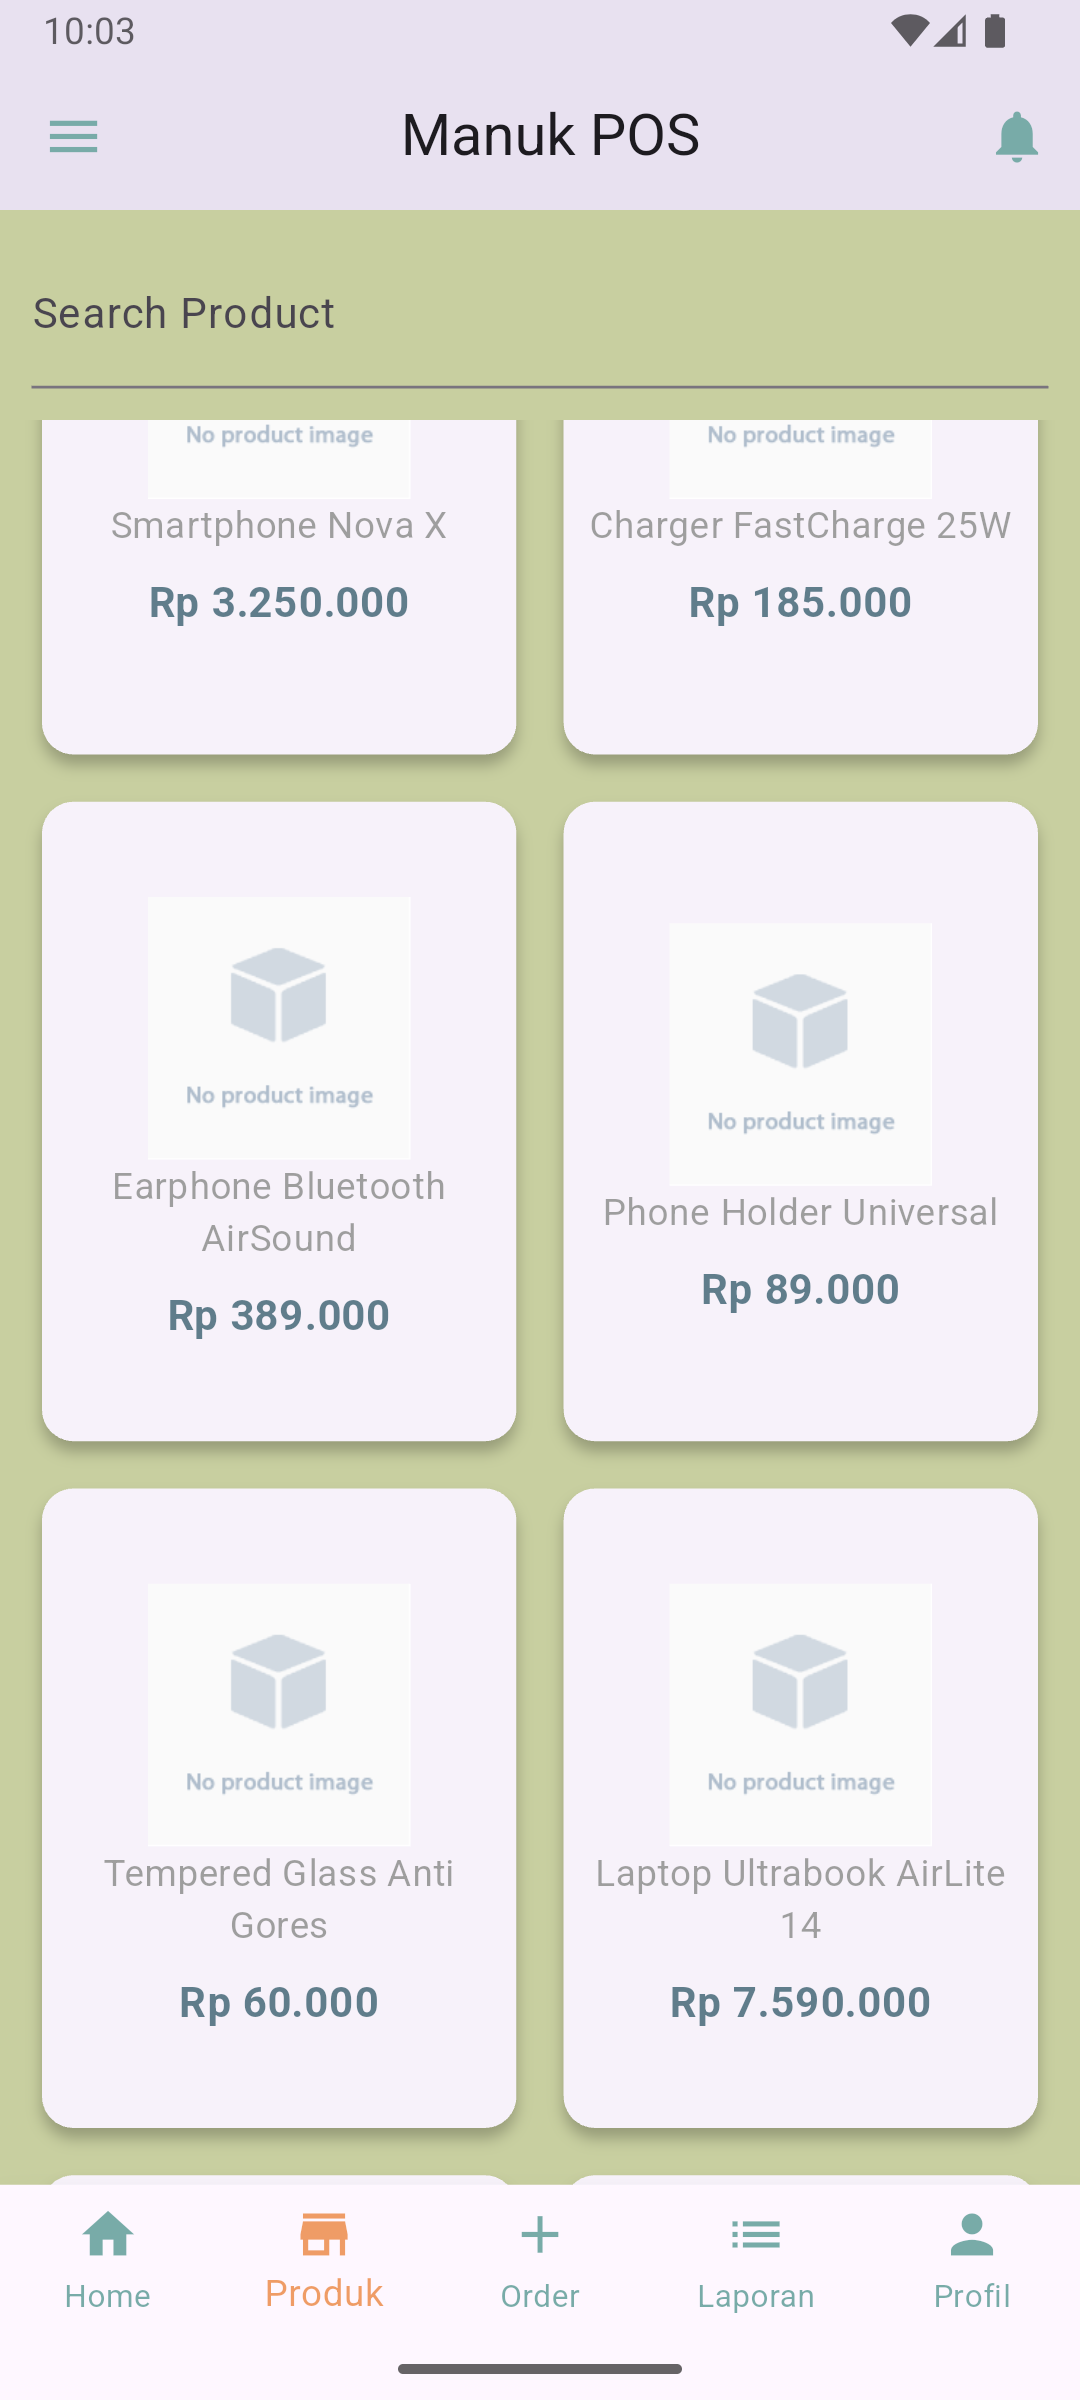 10:03
Manuk POS
Search Product
No product image
No product image
Smartphone Nova X
Charger FastCharge 25W
Rp 3.250.000
Rp 185.000
No product image
No product image
Earphone Bluetooth
AirSound
Phone Holder Universal
Rp 389.000
Rp 89.000
No product image
No product image
Tempered Glass Anti
Gores
Laptop Ultrabook AirLite
14
Rp 60.000
Rp 7.590.000
Home
Produk
Order
Laporan
Profil